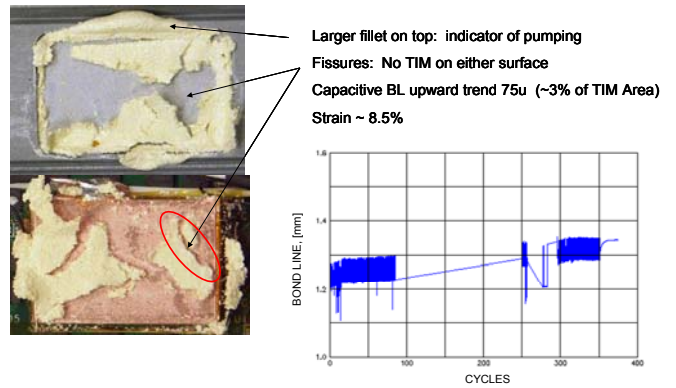 Larger fillet on top: indicator of pumping
Fissures: No TIM on either surface
Capacitive BL upward trend 75u (~3% of TIM Area)
Strain ~ 8.5%
1,6
1,4
1,2
1,0
0
100
200
300
400
BOND LINE, [mm]
CYCLES